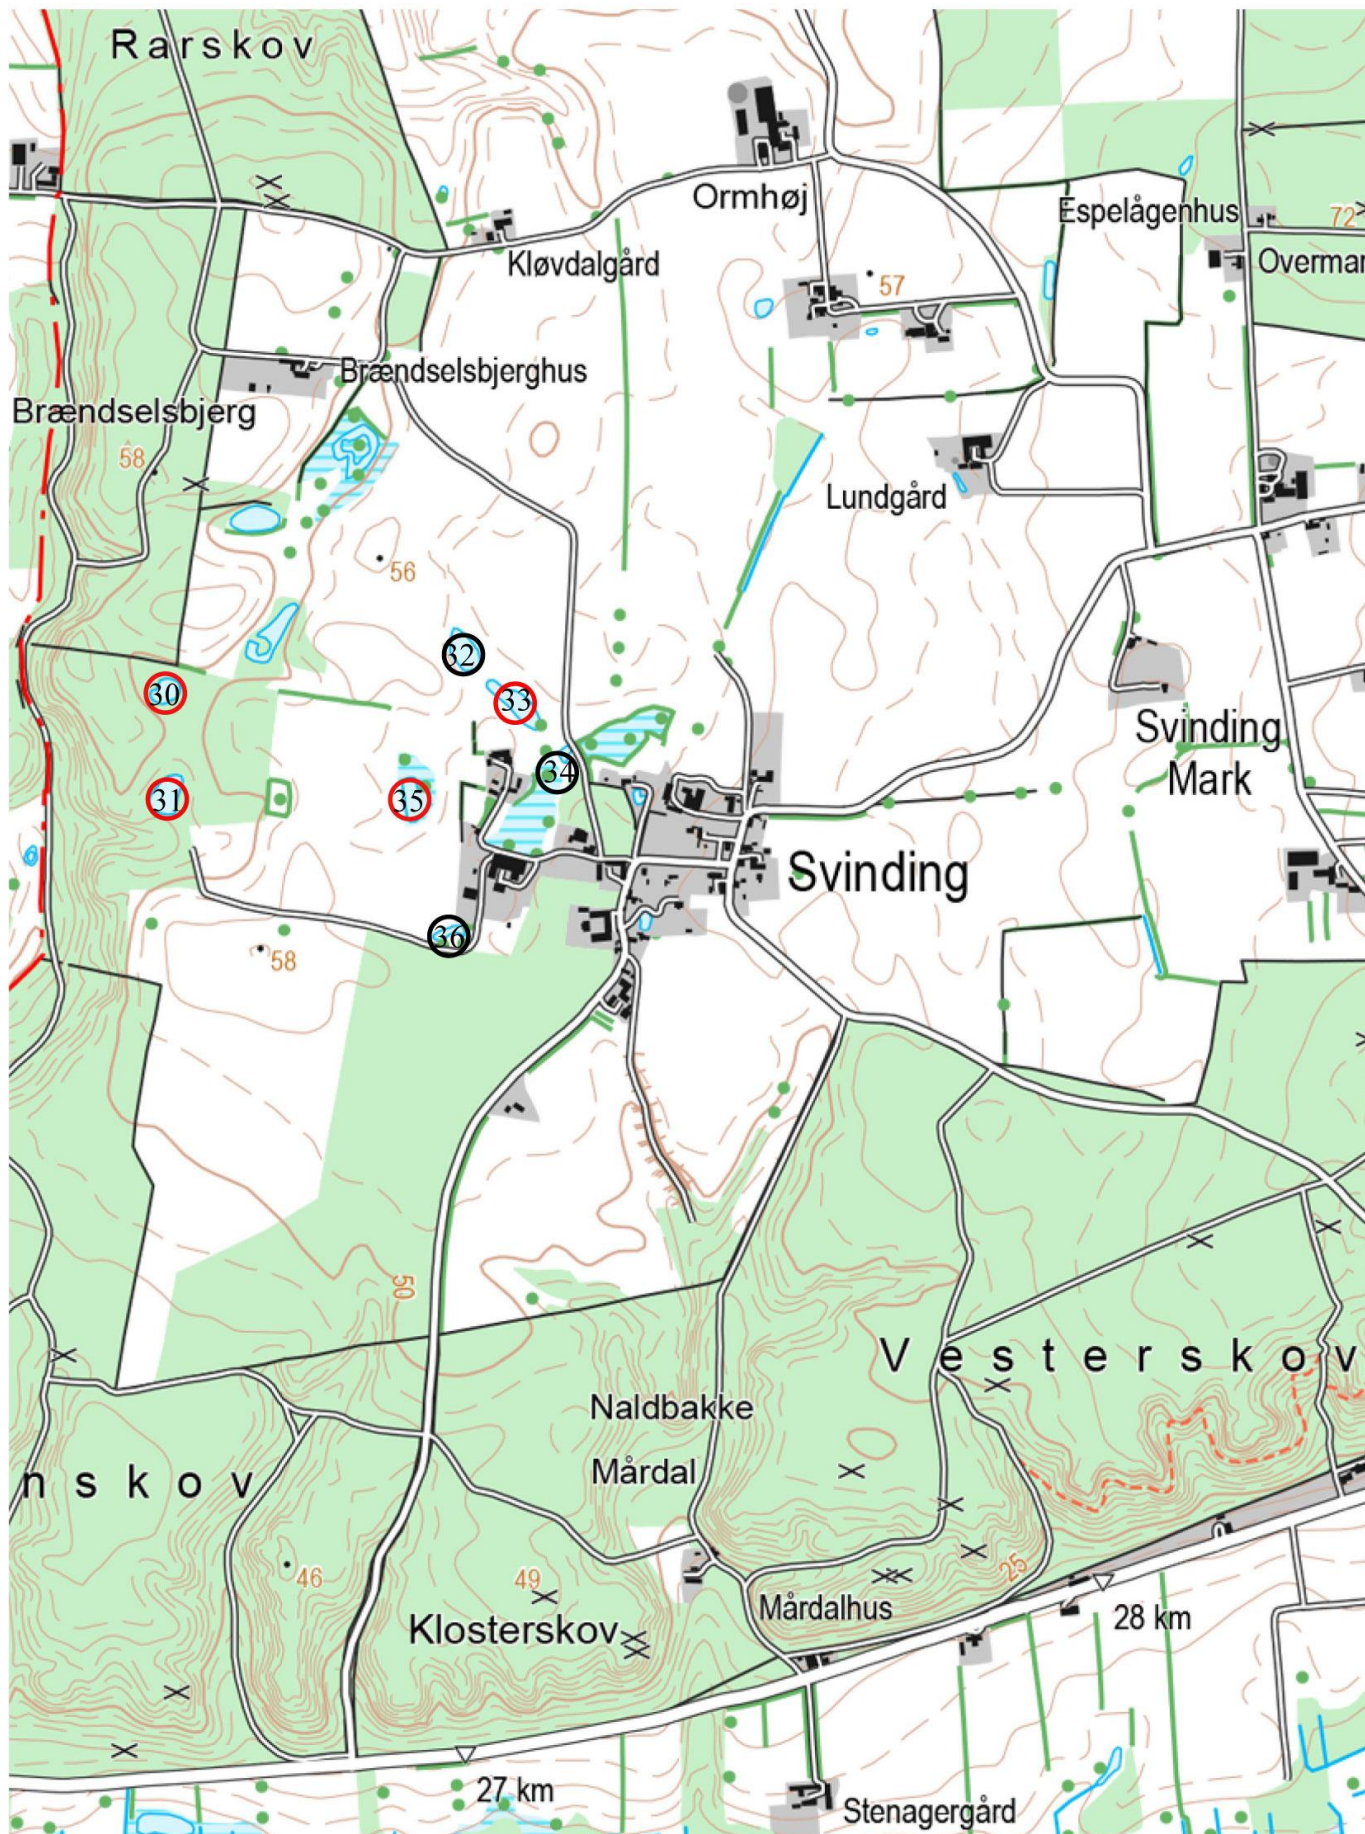 Rarskov
Ormhøj
Espelågenhus
72
Kløvdalgård
57
Overmar
Brændselsbjerghus
Brændselsbjerg
58
Lundgård
56
32
30
33
Svinding
Mark
34
31
35
Svinding
36
58
50
Vesterskov
Naldbakke
Mårdal
nskov
46
49
25
Klosterskov
Mårdalhus
28 km
27 km
Stenagergård